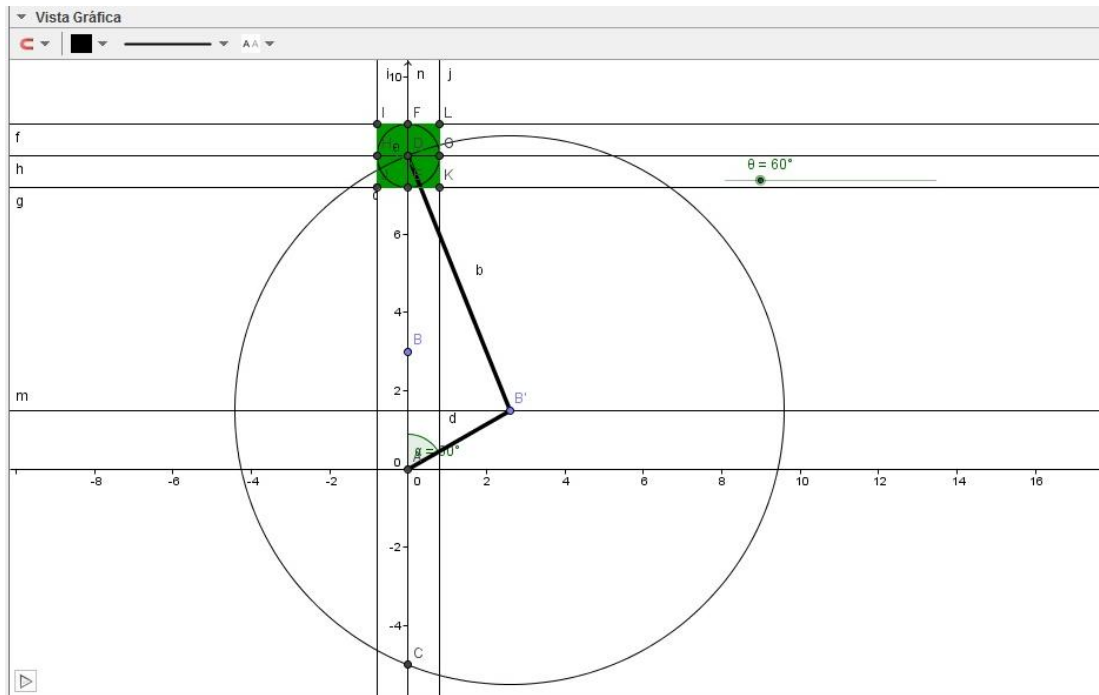 Vista Gráfica
AA
i 10 n j
I F L
f
H e D O
h
θ = 60°
K
g
6
b
4
B
2
m
B'
d
α = 60°
A
0
-8 -6 -4 -2 0 2 4 6 8 10 12 14 16
-2
-4
C